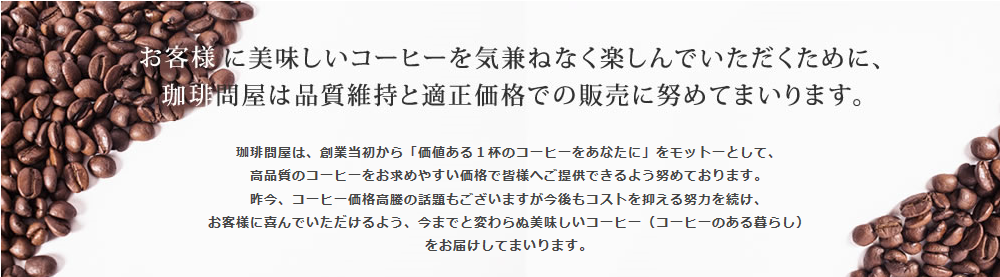 お客様に美味しいコーヒーを気兼ねなく楽しんでいただくために、
珈琲問屋は品質維持と適正価格での販売に努めてまいります。
珈琲問屋は、創業当初から「価値ある１杯のコーヒーをあなたに」をモットーとして、
高品質のコーヒーをお求めやすい価格で皆様へご提供できるよう努めております。
昨今、コーヒー価格高騰の話題もございますが今後もコストを抑える努力を続け、
お客様に喜んでいただけるよう、今までと変わらぬ美味しいコーヒー（コーヒーのある暮らし）
をお届けしてまいります。